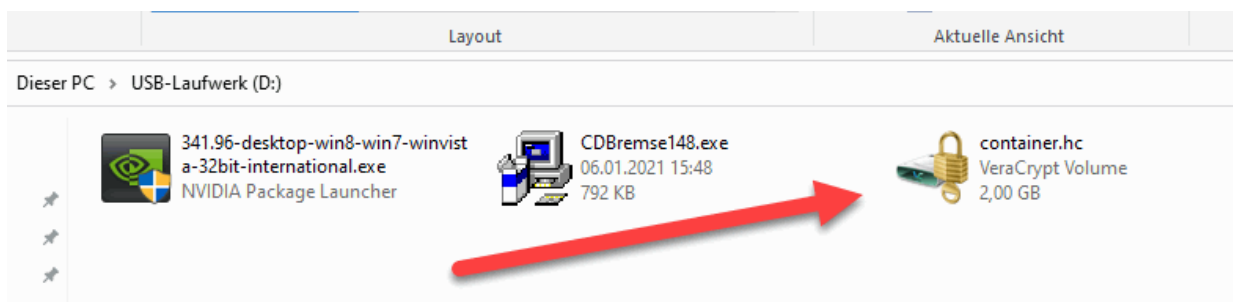 Layout
Aktuelle Ansicht
Dieser PC > USB-Laufwerk (D:)
341.96-desktop-win8-win7-winvist
a-32bit-international.exe
NVIDIA Package Launcher
CDBremse148.exe
06.01.2021 15:48
792 KB
container.hc
VeraCrypt Volume
2,00 GB